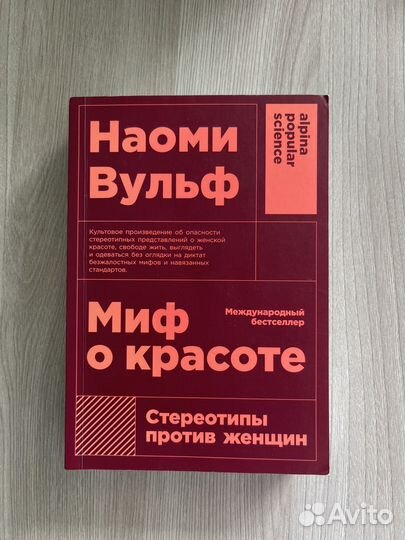 Наоми
Вульф
alpina
popular
science
Культовое произведение об опасности
стереотипных представлений о женской
красоте, свободе жить, выглядеть
и одеваться без оглядки на диктат
безжалостных мифов и навязанных
стандартов.
Международный
бестселлер
Миф
о красоте
Стереотипы
против женщин
Avito